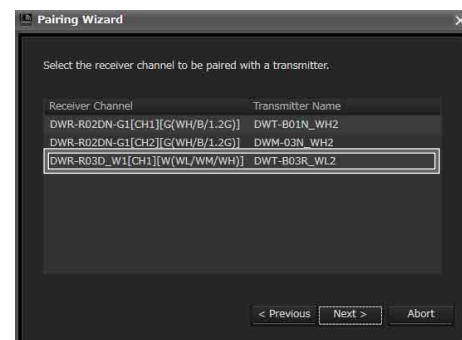 Pairing Wizard
Select the receiver channel to be paired with a transmitter.
Receiver Channel Transmitter Name
DWR-R02DN-G1[CH1][G(WH/B/1.2G)] DWT-B01N_WH2
DWR-R02DN-G1[CH2][G(WH/B/1.2G)] DWM-03N_WH2
DWR-R03D_W1[CH1][W(WL/WM/WH)] DWT-B03R_WL2
< Previous Next > Abort